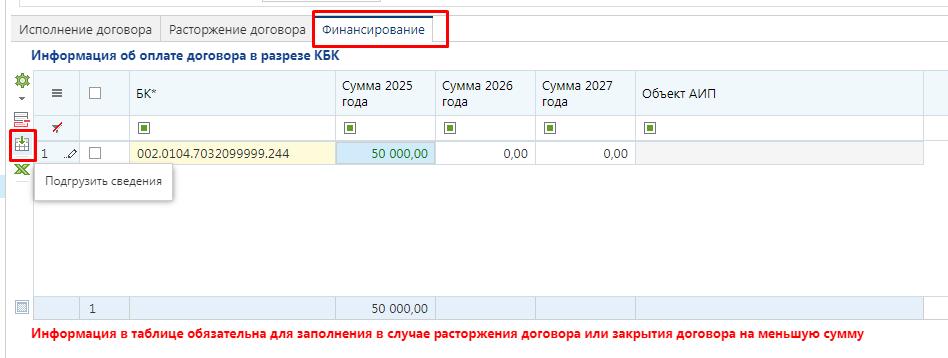 Исполнение договора Расторжение договора Финансирование
Информация об оплате договора в разрезе КБК
БК* Сумма 2025 года Сумма 2026 года Сумма 2027 года Объект АИП
1 002.0104.7032099999.244 50 000,00 0,00 0,00
Подгрузить сведения
1 50 000,00
Информация в таблице обязательна для заполнения в случае расторжения договора или закрытия договора на меньшую сумму